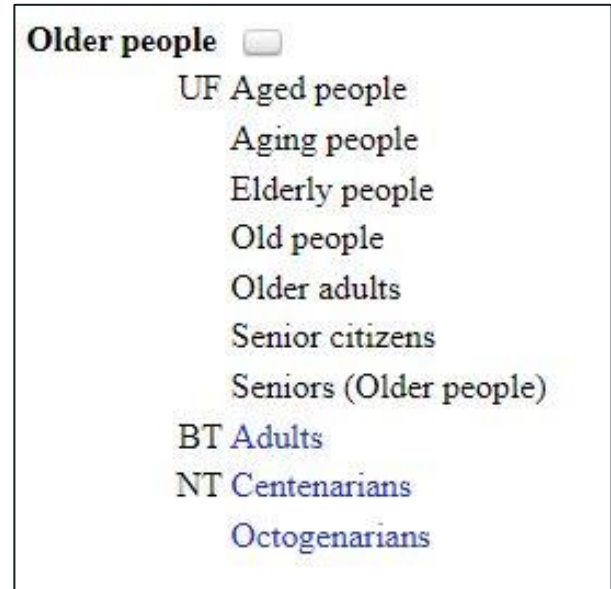 Older people
UF Aged people
Aging people
Elderly people
Old people
Older adults
Senior citizens
Seniors (Older people)
BT Adults
NT Centenarians
Octogenarians